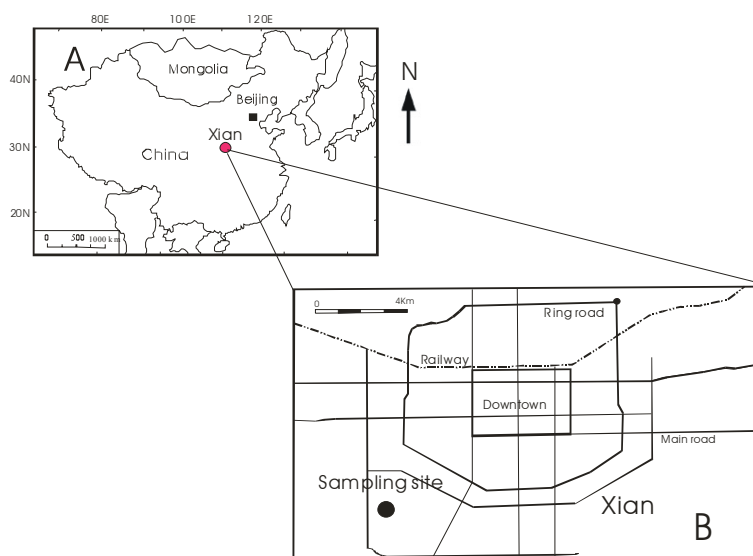 80E 100E 120E
A
Mongolia
40N
N
Beijing
Xian
30N
China
20N
0 500 1000 km
0 4Km
Ring road
Railway
Downtown
Main road
Sampling site
Xian
B